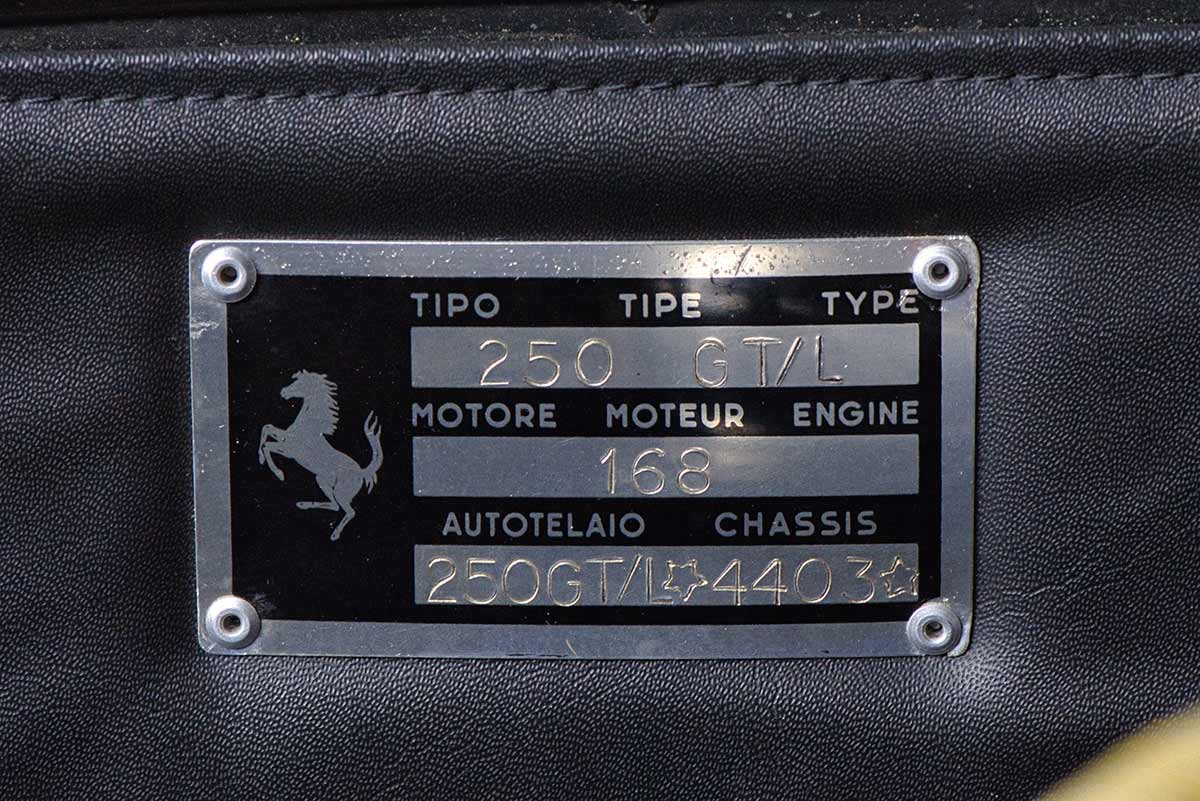 TIPO TIPE TYPE
250 GT/L
MOTORE MOTEUR ENGINE
168
AUTOTELAIO CHASSIS
250GT/L☆4403☆